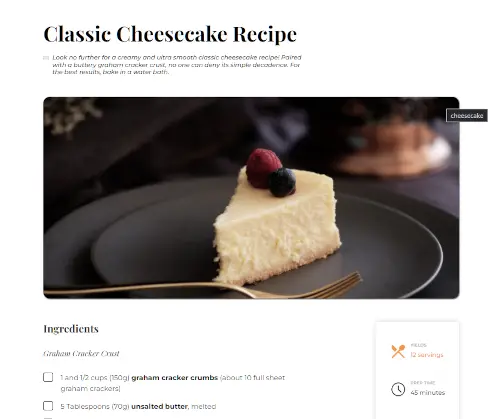 Classic Cheesecake Recipe
Look no further for a creamy and ultra smooth classic cheesecake recipe! Paired
with a buttery graham cracker crust, no one can deny its simple decadence. For
the best results, bake in a water bath.
cheesecake
Ingredients
Graham Cracker Crust
1 and 1/2 cups (150g) graham cracker crumbs (about 10 full sheet
graham crackers)
5 Tablespoons (70g) unsalted butter, melted
YIELDS
12 servings
PREP TIME
45 minutes